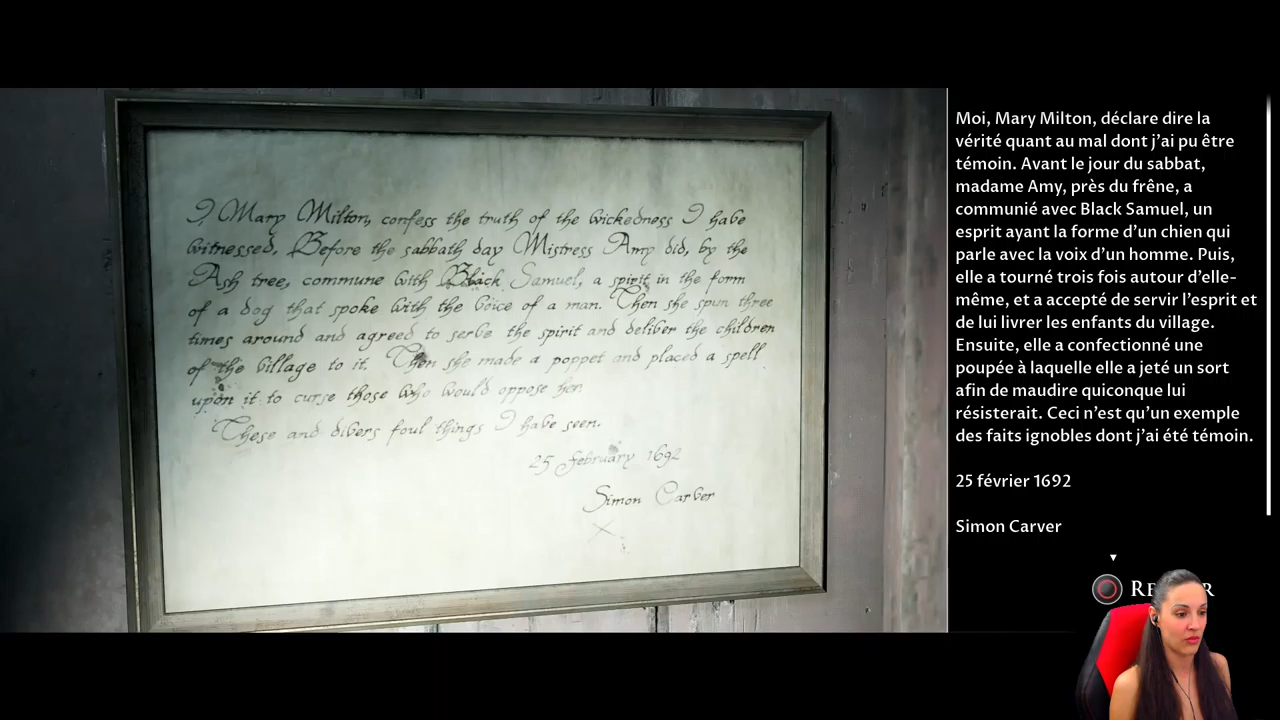 I Mary Milton, confess the truth of the wickedness I have
witnessed. Before the sabbath day Mistress Amy did, by the
Ash tree, commune with Black Samuel, a spirit in the form
of a dog that spoke with the voice of a man. Then she spun three
times around and agreed to serve the spirit and deliver the children
of the village to it. Then she made a poppet and placed a spell
upon it to curse those who would oppose her.
These and divers foul things I have seen.
25 February 1692
Simon Carver
X
Moi, Mary Milton, déclare dire la
vérité quant au mal dont j'ai pu être
témoin. Avant le jour du sabbat,
madame Amy, près du frêne, a
communié avec Black Samuel, un
esprit ayant la forme d'un chien qui
parle avec la voix d'un homme. Puis,
elle a tourné trois fois autour d'elle-
même, et a accepté de servir l'esprit et
de lui livrer les enfants du village.
Ensuite, elle a confectionné une
poupée à laquelle elle a jeté un sort
afin de maudire quiconque lui
résisterait. Ceci n'est qu'un exemple
des faits ignobles dont j'ai été témoin.
25 février 1692
Simon Carver